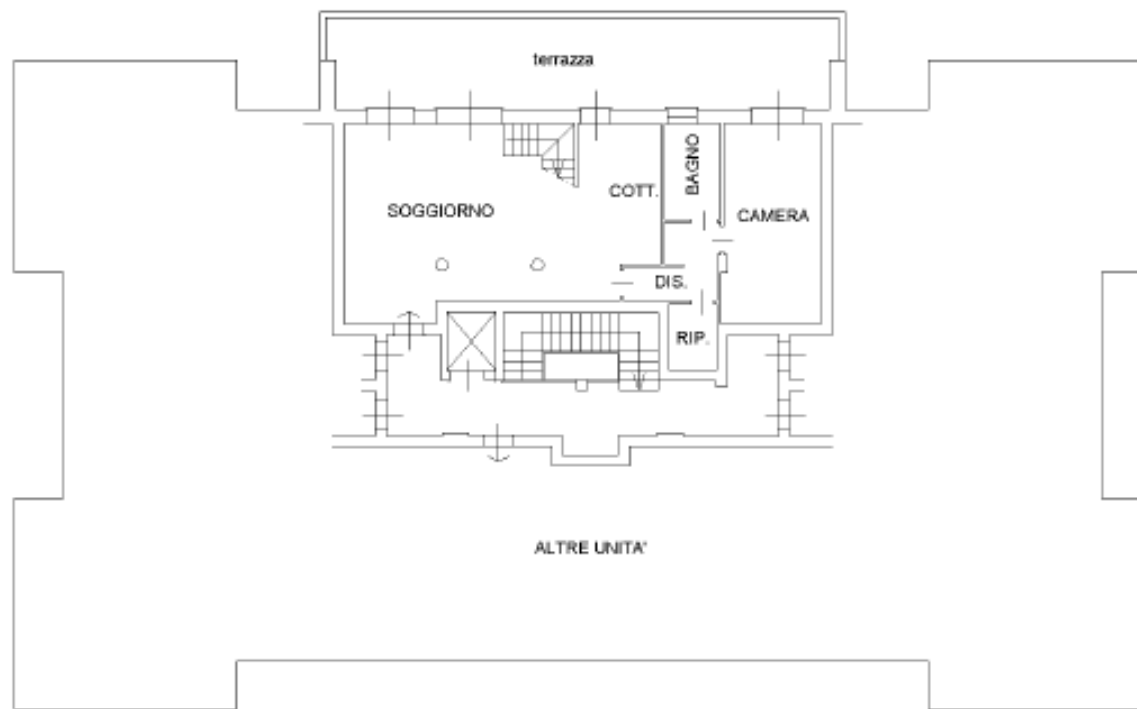 terrazza
BAGNO
COTT.
SOGGIORNO
CAMERA
DIS.
RIP.
ALTRE UNITA'